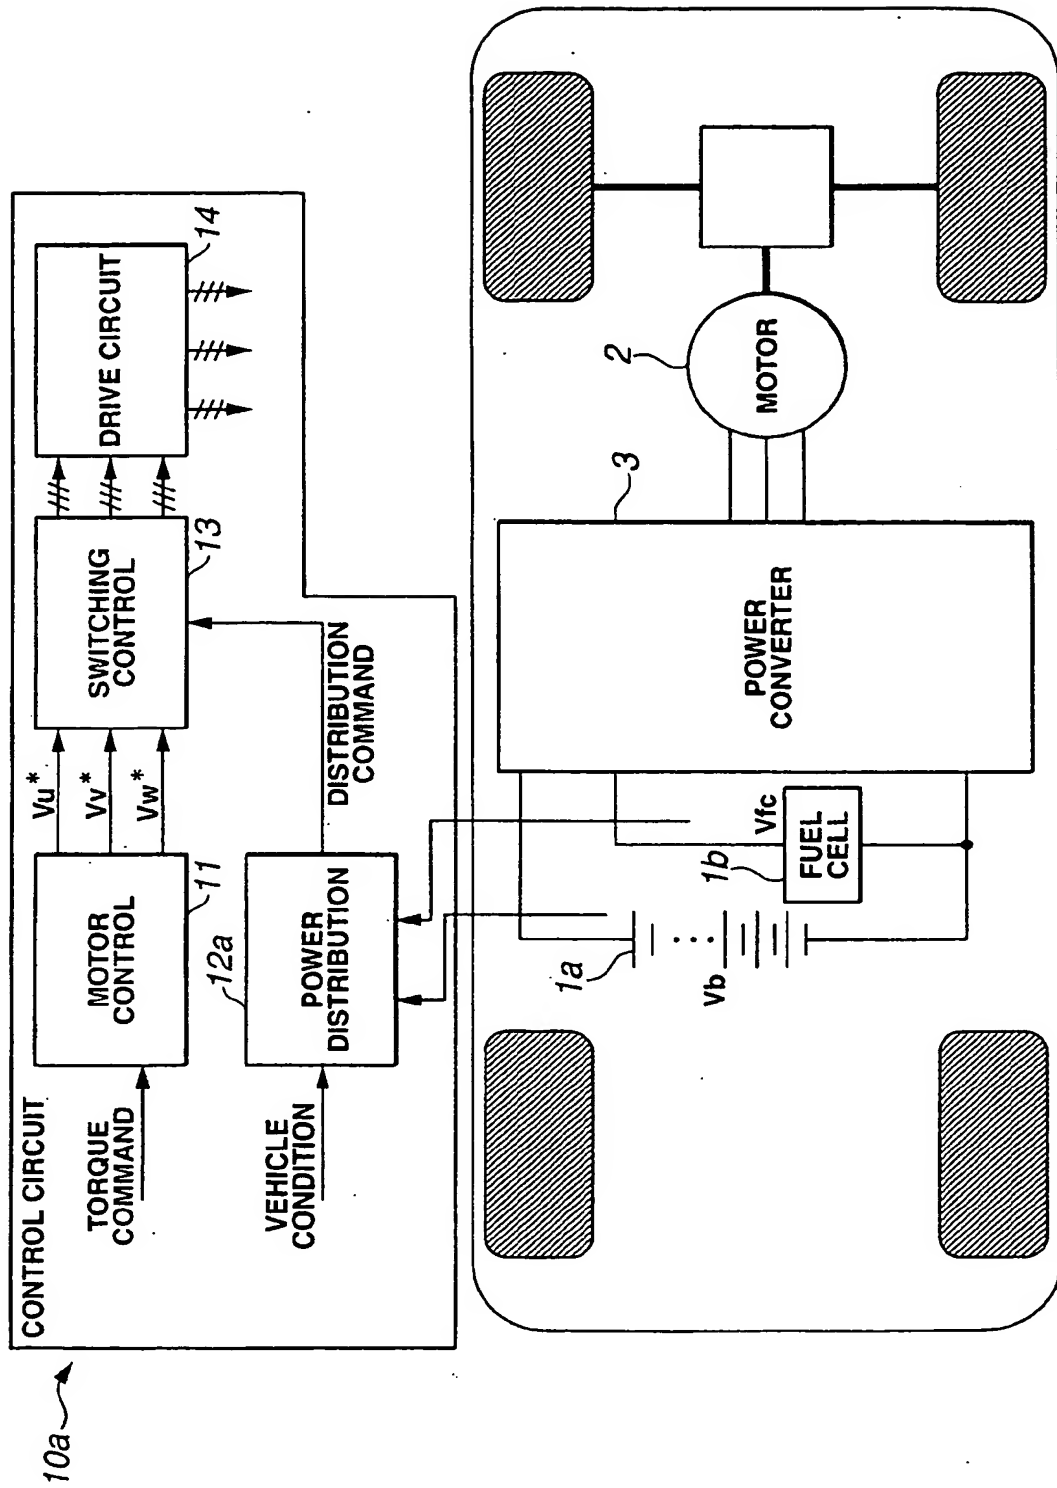 10a
CONTROL CIRCUIT
TORQUE
COMMAND
MOTOR
CONTROL
11
Vu*
Vv*
Vw*
SWITCHING
CONTROL
13
DRIVE CIRCUIT
14
VEHICLE
CONDITION
12a
POWER
DISTRIBUTION
DISTRIBUTION
COMMAND
1a
Vb
1b
Vfc
FUEL
CELL
POWER
CONVERTER
3
2
MOTOR